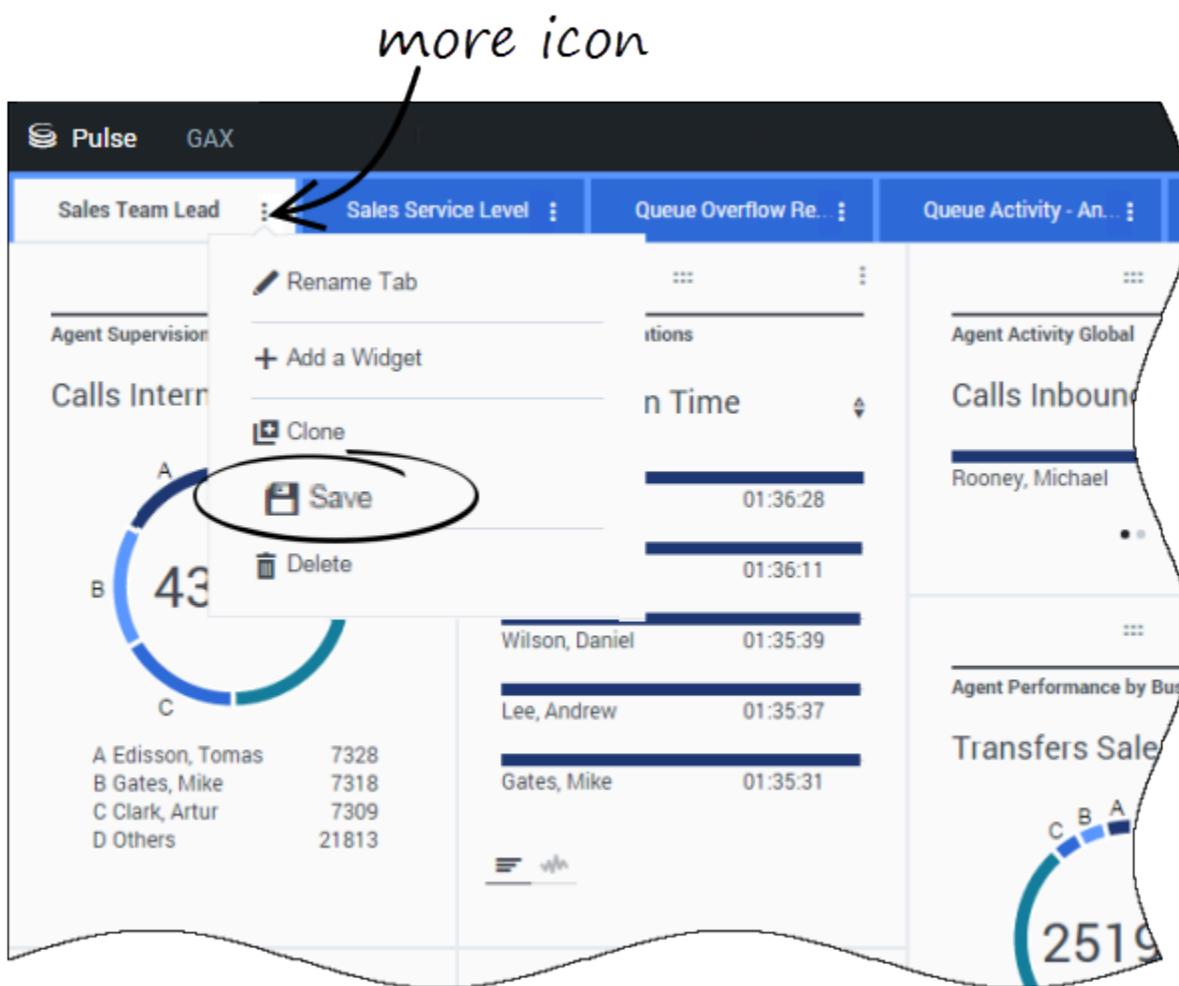 more icon
Pulse GAX
Sales Team Lead
Sales Service Level
Queue Overflow Re...
Queue Activity - An...
Rename Tab
Add a Widget
Clone
Save
Delete
Agent Supervision
Calls Intern
A
B
C
43
A Edisson, Tomas 7328
B Gates, Mike 7318
C Clark, Artur 7309
D Others 21813
ations
n Time
01:36:28
01:36:11
Wilson, Daniel 01:35:39
Lee, Andrew 01:35:37
Gates, Mike 01:35:31
Agent Activity Global
Calls Inbound
Rooney, Michael
Agent Performance by Bus
Transfers Sale
A
B
C
2519